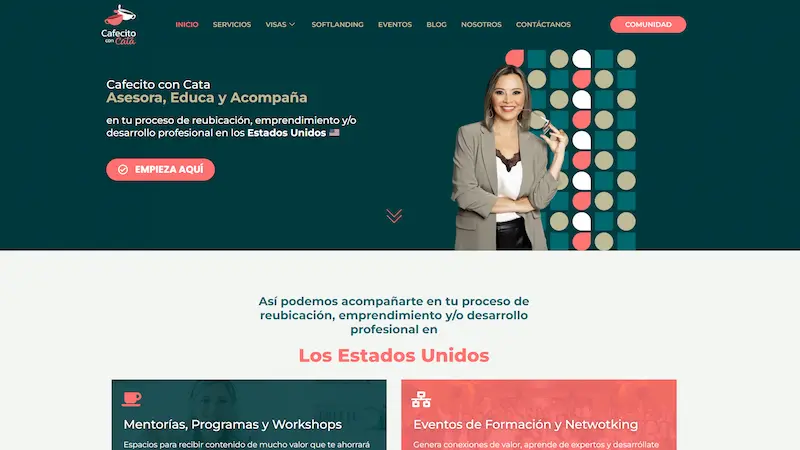 Cafecito
con Cata
INICIO SERVICIOS VISAS SOFTLANDING EVENTOS BLOG NOSOTROS CONTÁCTANOS COMUNIDAD
Cafecito con Cata
Asesora, Educa y Acompaña
en tu proceso de reubicación, emprendimiento y/o
desarrollo profesional en los Estados Unidos 🇺🇸
EMPIEZA AQUÍ
Así podemos acompañarte en tu proceso de
reubicación, emprendimiento y/o desarrollo
profesional en
Los Estados Unidos
Mentorías, Programas y Workshops
Espacios para recibir contenido de mucho valor que te ahorrará
Eventos de Formación y Networking
Genera conexiones de valor, aprende de expertos y desarróllate